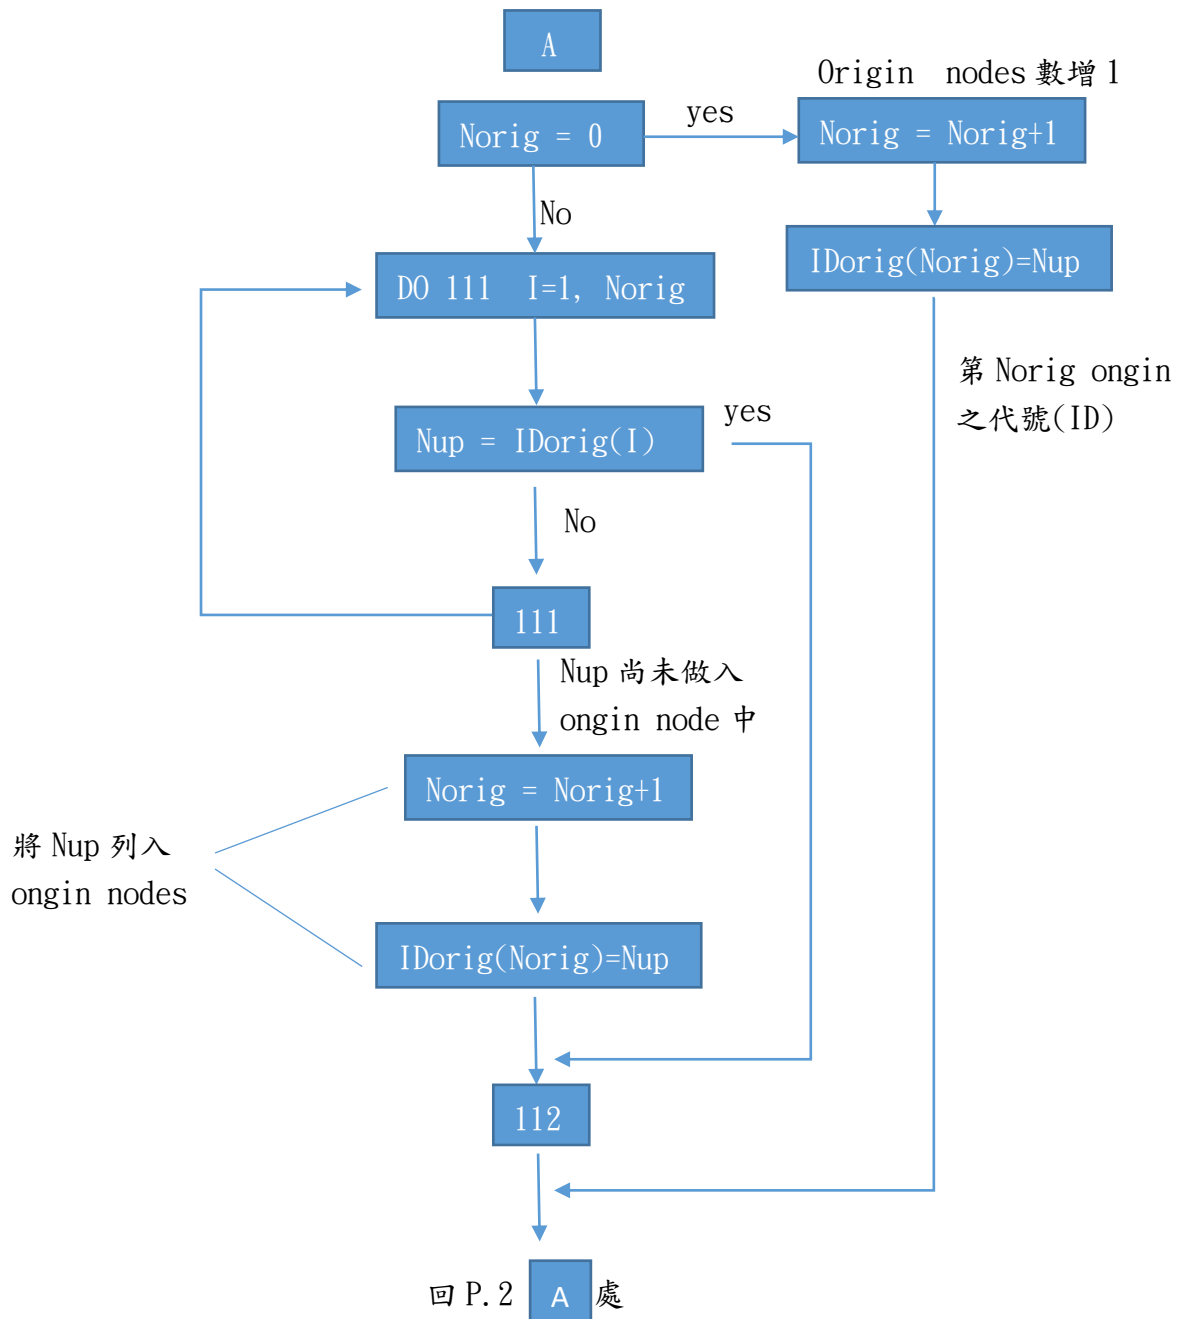 A
Origin nodes 數增 1
Norig = 0
yes
Norig = Norig+1
No
IDorig(Norig)=Nup
DO 111 I=1, Norig
第 Norig ongin
之代號(ID)
Nup = IDorig(I)
yes
No
111
Nup 尚未做入
ongin node 中
Norig = Norig+1
將 Nup 列入
ongin nodes
IDorig(Norig)=Nup
112
回 P.2 A 處